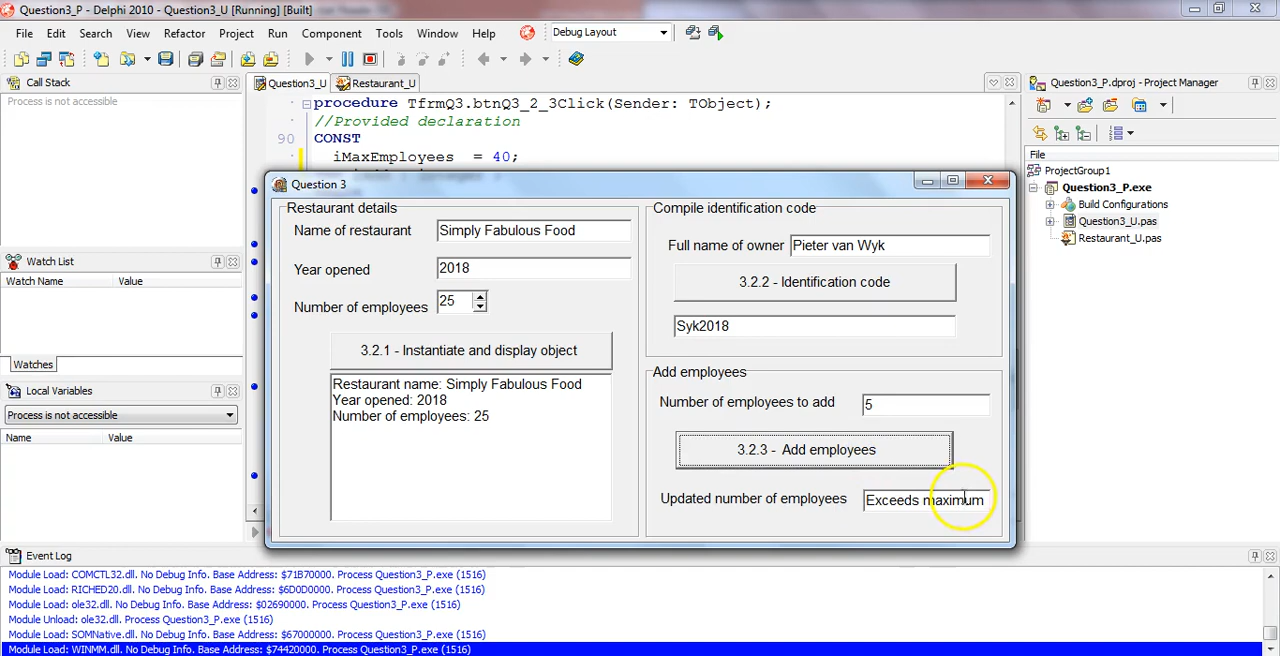 Question3_P - Delphi 2010 - Question3_U [Running] [Built]
File Edit Search View Refactor Project Run Component Tools Window Help Debug Layout
Call Stack
Process is not accessible
Question3_U Restaurant_U
Question3_P.dproj - Project Manager
procedure TfrmQ3.btnQ3_2_3Click(Sender: TObject);
//Provided declaration
90 CONST
iMaxEmployees = 40;
File
ProjectGroup1
Question3_P.exe
Build Configurations
Question3_U.pas
Restaurant_U.pas
Watch List
Watch Name Value
Watches
Local Variables
Process is not accessible
Name Value
Question 3
Restaurant details
Name of restaurant Simply Fabulous Food
Year opened 2018
Number of employees 25
3.2.1 - Instantiate and display object
Restaurant name: Simply Fabulous Food
Year opened: 2018
Number of employees: 25
Compile identification code
Full name of owner Pieter van Wyk
3.2.2 - Identification code
Syk2018
Add employees
Number of employees to add 5
3.2.3 - Add employees
Updated number of employees Exceeds maximum
Event Log
Module Load: COMCTL32.dll. No Debug Info. Base Address: $71B70000. Process Question3_P.exe (1516)
Module Load: RICHED20.dll. No Debug Info. Base Address: $6D0D0000. Process Question3_P.exe (1516)
Module Load: ole32.dll. No Debug Info. Base Address: $02690000. Process Question3_P.exe (1516)
Module Unload: ole32.dll. Process Question3_P.exe (1516)
Module Load: SOMNative.dll. No Debug Info. Base Address: $67000000. Process Question3_P.exe (1516)
Module Load: WINMM.dll. No Debug Info. Base Address: $74420000. Process Question3_P.exe (1516)